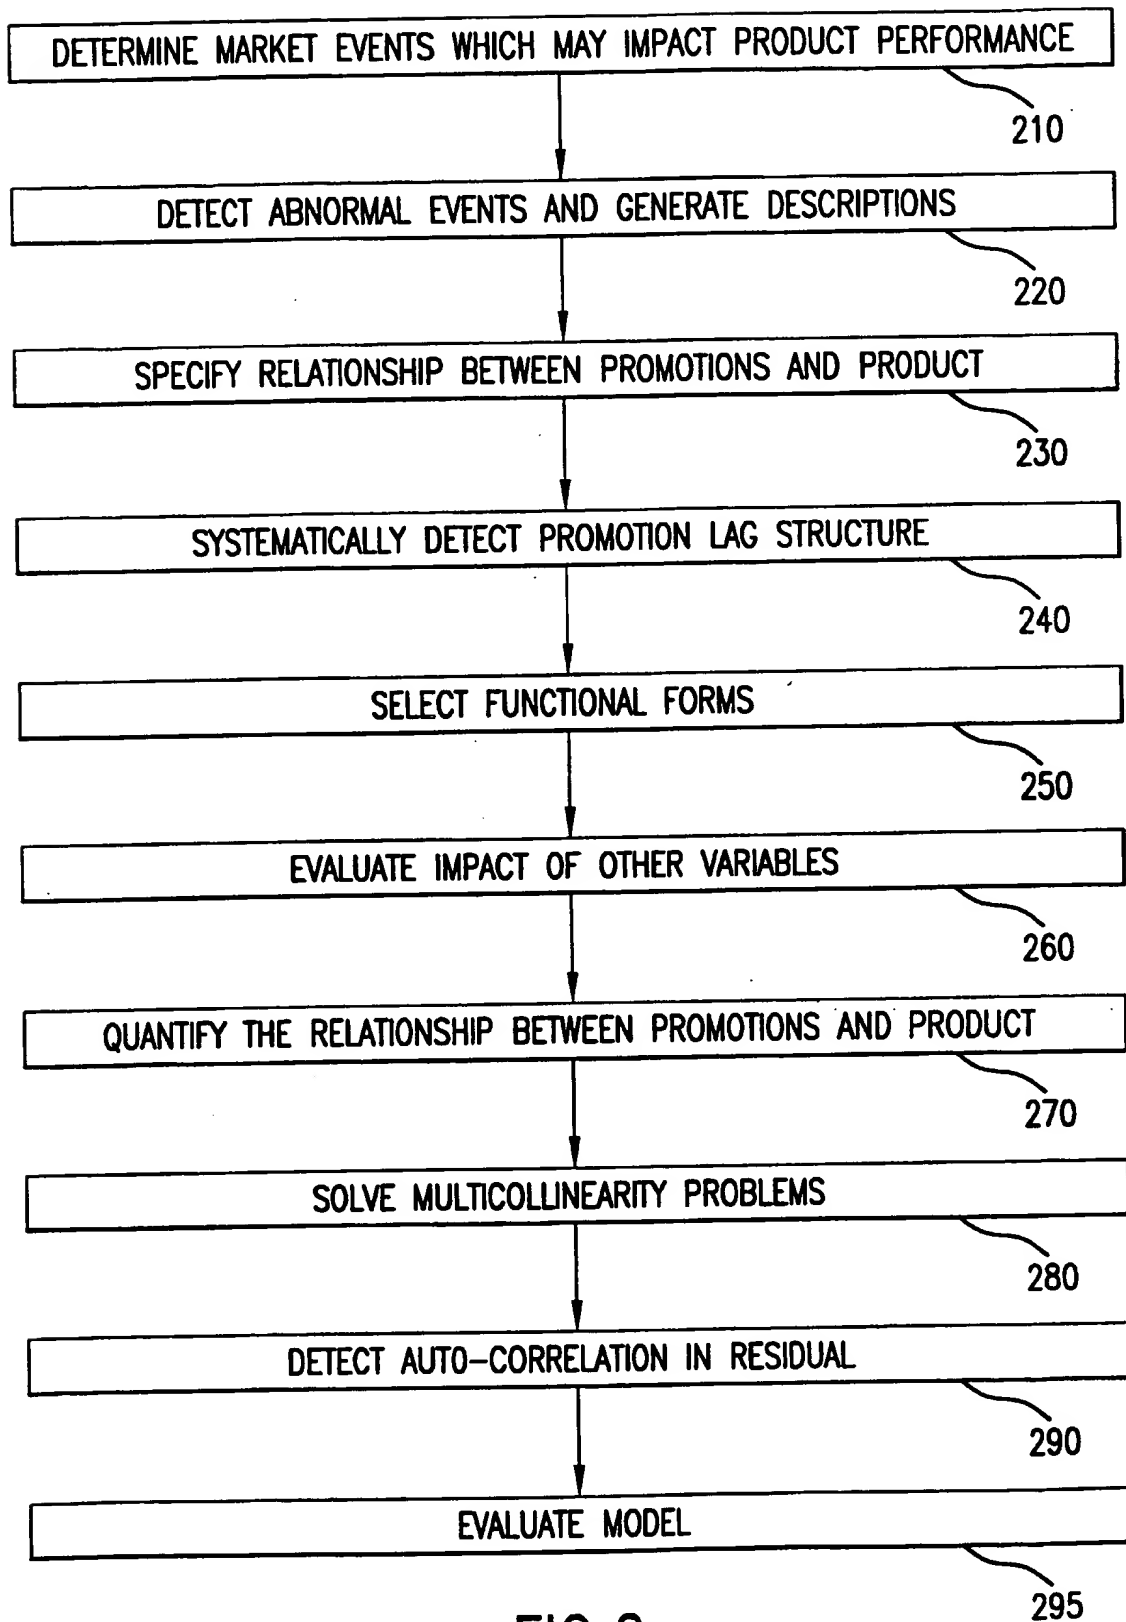 DETERMINE MARKET EVENTS WHICH MAY IMPACT PRODUCT PERFORMANCE
210
DETECT ABNORMAL EVENTS AND GENERATE DESCRIPTIONS
220
SPECIFY RELATIONSHIP BETWEEN PROMOTIONS AND PRODUCT
230
SYSTEMATICALLY DETECT PROMOTION LAG STRUCTURE
240
SELECT FUNCTIONAL FORMS
250
EVALUATE IMPACT OF OTHER VARIABLES
260
QUANTIFY THE RELATIONSHIP BETWEEN PROMOTIONS AND PRODUCT
270
SOLVE MULTICOLLINEARITY PROBLEMS
280
DETECT AUTO-CORRELATION IN RESIDUAL
290
EVALUATE MODEL
295